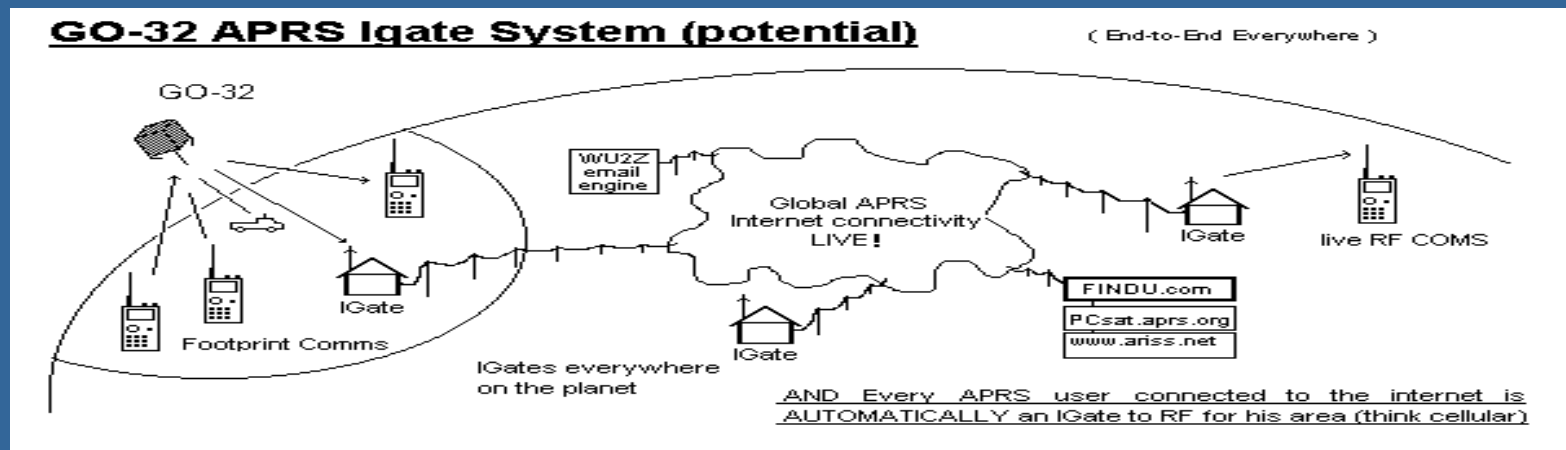 GO-32 APRS Igate System (potential)
( End-to-End Everywhere )
GO-32
WU2Z
email
engine
Global APRS
Internet connectivity
LIVE!
IGate
live RF COMS
IGate
Footprint Comms
FINDU.com
PCsat.aprs.org
www.ariss.net
IGate
IGates everywhere
on the planet
AND Every APRS user connected to the internet is
AUTOMATICALLY an IGate to RF for his area (think cellular)